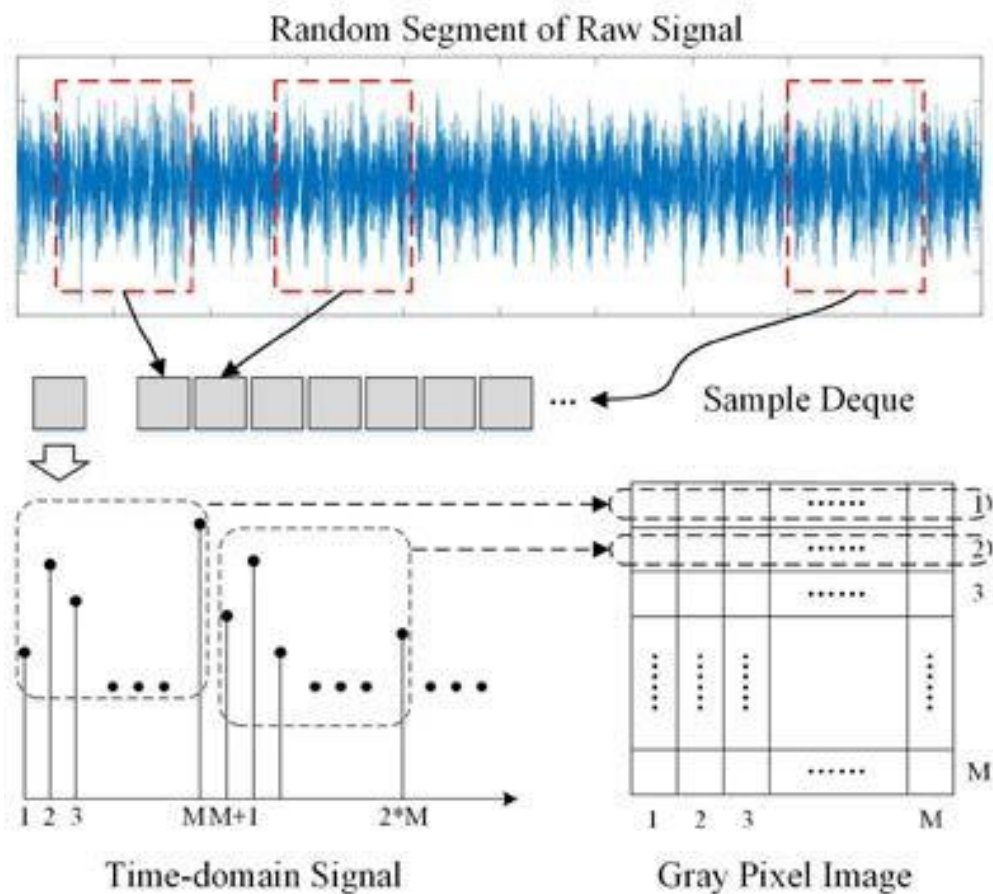 Random Segment of Raw Signal
... Sample Deque
1
2
3
M
1 2 3 M M+1 2*M
1 2 3 M
Time-domain Signal Gray Pixel Image